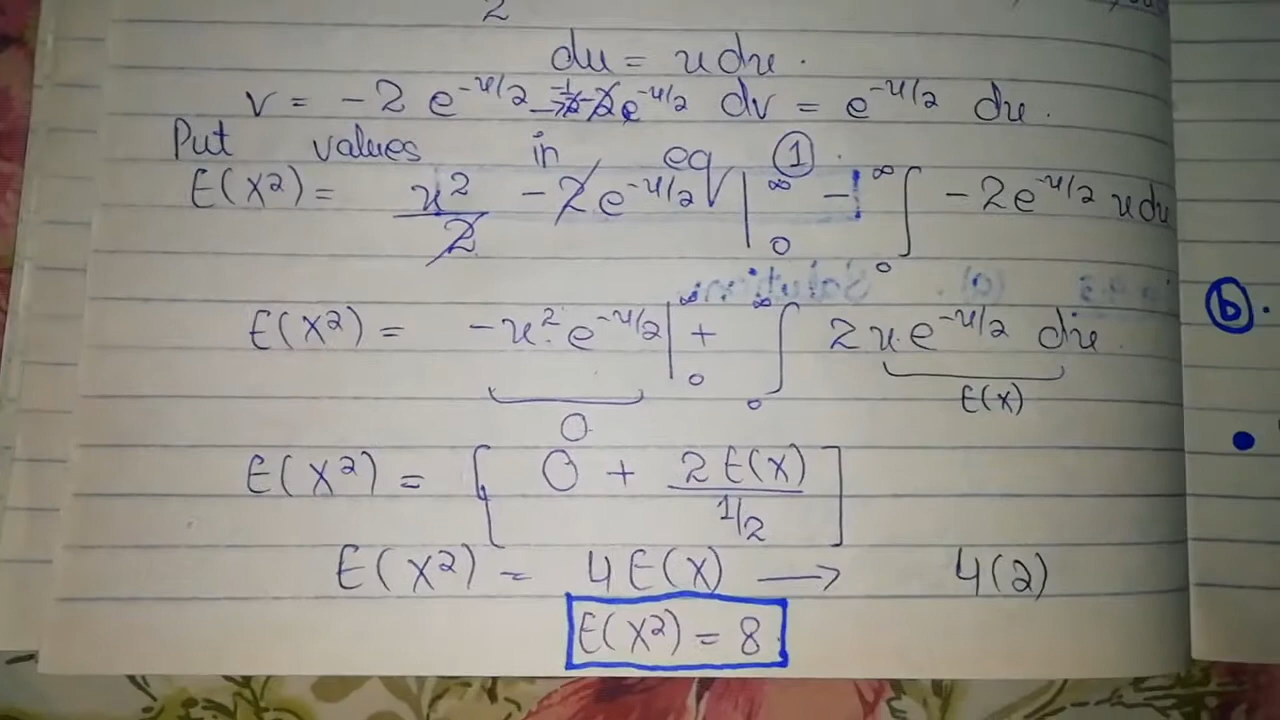 2
du = x dx.
v = -2 e^{-x/2} → e^{-x/2} dv = e^{-x/2} dx.
Put values in eq ①.
E(X²) = x²/2 -2e^{-x/2} |₀^∞ - ∫₀^∞ -2e^{-x/2} x dx
E(X²) = -x². e^{-x/2} |₀^∞ + ∫₀^∞ 2x.e^{-x/2} dx
0 E(X)
E(X²) = [ 0 + 2E(X)/(1/2) ]
E(X²) = 4E(X) → 4(2)
E(X²) = 8
b.